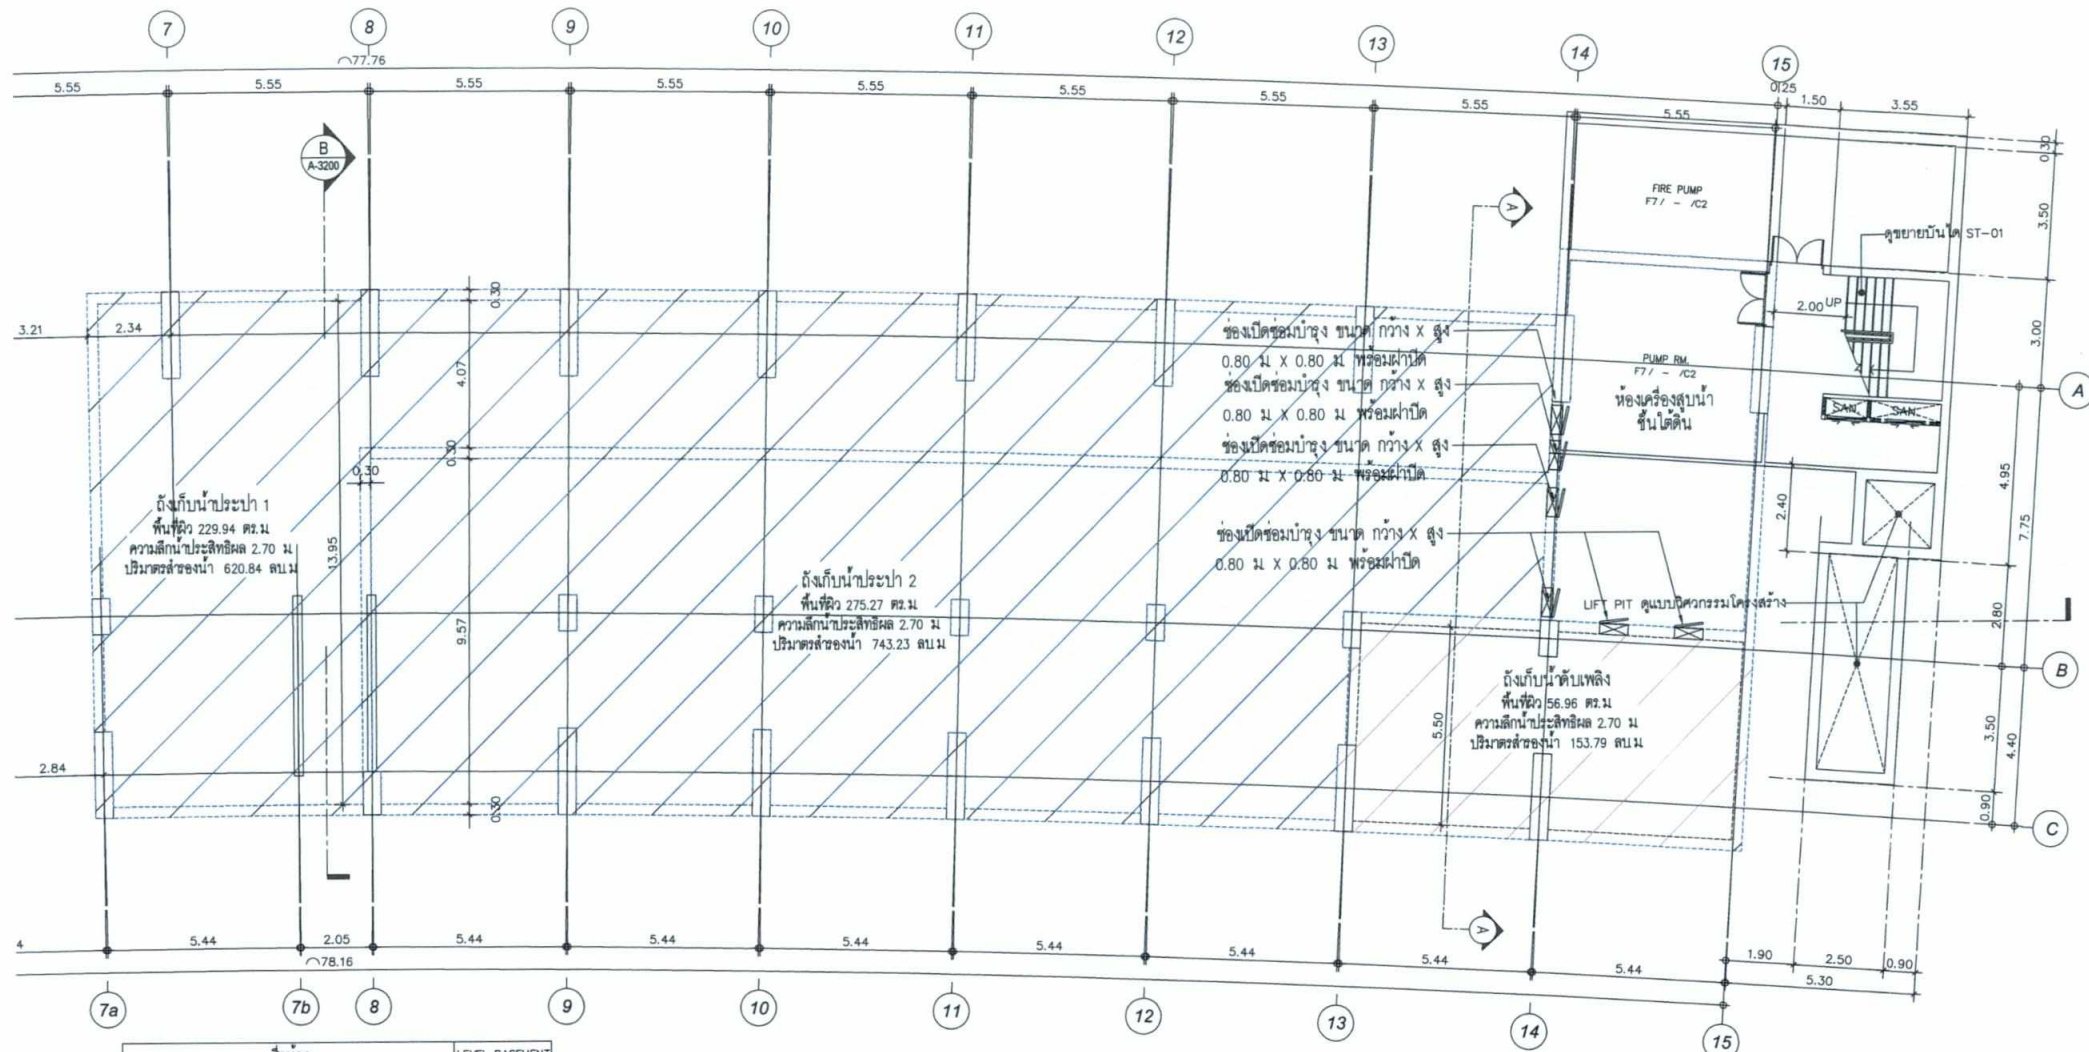 7 8 9 10 11 12 13 14 15
77.76
5.55 5.55 5.55 5.55 5.55 5.55 5.55 5.55 5.55
0.25 1.50 3.55
B
A-3200
A
FIRE PUMP
F7/ - /C2
0.30
3.50
ดูขยายบันได ST-01
2.00 UP
3.00
3.21 2.34
0.30
4.07
0.30
0.30
13.95
9.57
0.30
ช่องเปิดซ่อมบำรุง ขนาด กว้าง x สูง
0.80 ม X 0.80 ม พร้อมฝาปิด
ช่องเปิดซ่อมบำรุง ขนาด กว้าง x สูง
0.80 ม X 0.80 ม พร้อมฝาปิด
ช่องเปิดซ่อมบำรุง ขนาด กว้าง x สูง
0.80 ม X 0.80 ม พร้อมฝาปิด
ช่องเปิดซ่อมบำรุง ขนาด กว้าง x สูง
0.80 ม X 0.80 ม พร้อมฝาปิด
PUMP RM.
F7/ - /C2
ห้องเครื่องสูบน้ำ
ชั้นใต้ดิน
SAN SAN
A
4.95
7.75
2.40
2.80
ถังเก็บน้ำประปา 1
พื้นที่ผิว 229.94 ตร.ม
ความลึกน้ำประสิทธิผล 2.70 ม
ปริมาตรสำรองน้ำ 620.84 ลบ.ม
ถังเก็บน้ำประปา 2
พื้นที่ผิว 275.27 ตร.ม
ความลึกน้ำประสิทธิผล 2.70 ม
ปริมาตรสำรองน้ำ 743.23 ลบ.ม
LIFT PIT ดูแบบวิศวกรรมโครงสร้าง
B
ถังเก็บน้ำดับเพลิง
พื้นที่ผิว 56.96 ตร.ม
ความลึกน้ำประสิทธิผล 2.70 ม
ปริมาตรสำรองน้ำ 153.79 ลบ.ม
5.50
3.50
4.40
0.90
C
2.84
A
4 5.44 2.05 5.44 5.44 5.44 5.44 5.44 5.44 5.44
1.90 2.50 0.90
5.30
78.16
7a 7b 8 9 10 11 12 13 14 15
LEVEL BASEMENT